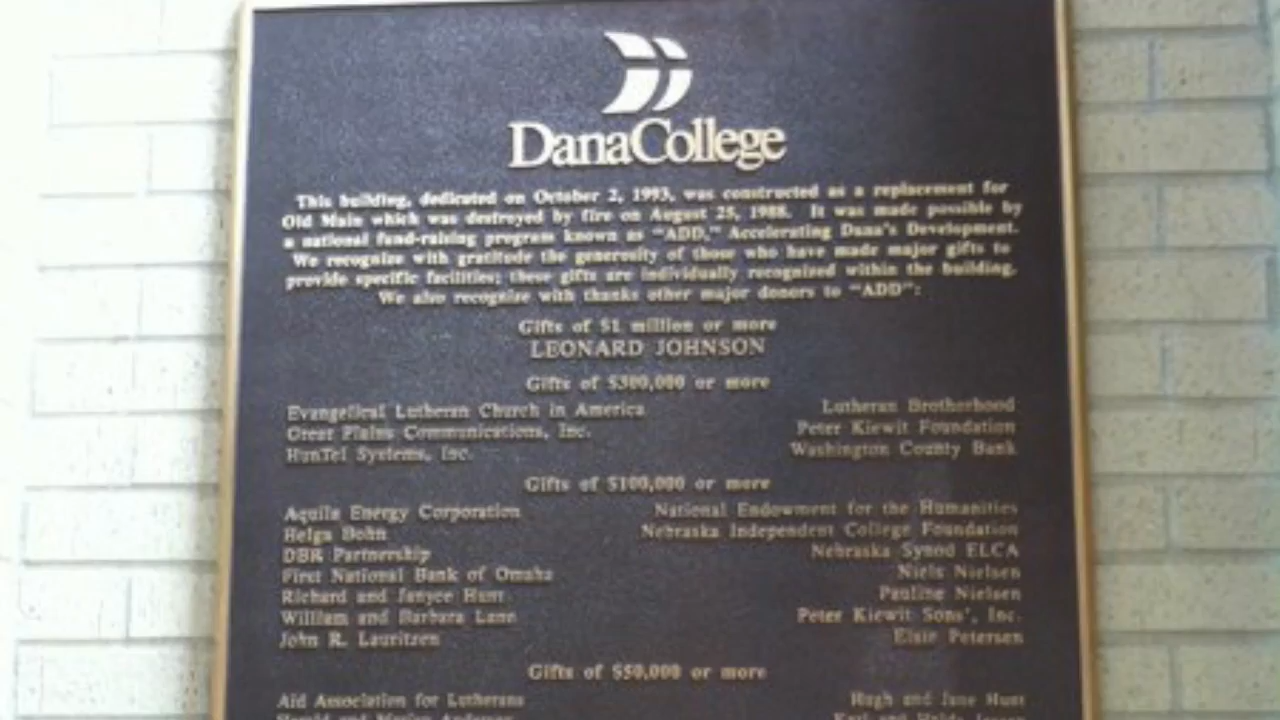 DanaCollege
This building, dedicated on October 2, 1993, was constructed as a replacement for
Old Main which was destroyed by fire on August 25, 1988. It was made possible by
a national fund-raising program known as "ADD," Accelerating Dana's Development.
We recognize with gratitude the generosity of those who have made major gifts to
provide specific facilities; these gifts are individually recognized within the building.
We also recognize with thanks other major donors to "ADD":
Gifts of $1 million or more
LEONARD JOHNSON
Gifts of $300,000 or more
Evangelical Lutheran Church in America Lutheran Brotherhood
Great Plains Communications, Inc. Peter Kiewit Foundation
HunTel Systems, Inc. Washington County Bank
Gifts of $100,000 or more
Aquila Energy Corporation National Endowment for the Humanities
Helga Bohn Nebraska Independent College Foundation
DBR Partnership Nebraska Synod ELCA
First National Bank of Omaha Niels Nielsen
Richard and Janyce Hunt Pauline Nielsen
William and Barbara Lane Peter Kiewit Sons', Inc.
John R. Lauritzen Elsie Petersen
Gifts of $50,000 or more
Aid Association for Lutherans Hugh and Jane Hunt